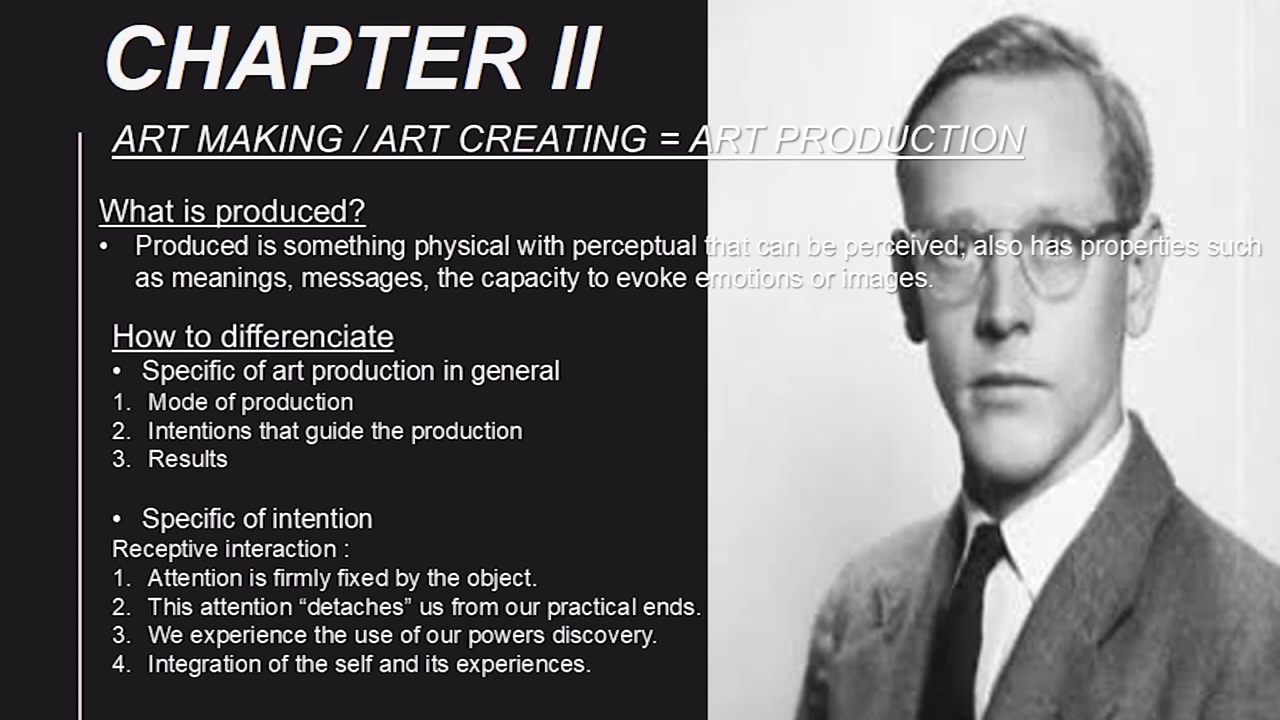 CHAPTER II
ART MAKING / ART CREATING = ART PRODUCTION
What is produced?
• Produced is something physical with perceptual that can be perceived, also has properties such
as meanings, messages, the capacity to evoke emotions or images.
How to differenciate
• Specific of art production in general
1. Mode of production
2. Intentions that guide the production
3. Results
• Specific of intention
Receptive interaction :
1. Attention is firmly fixed by the object.
2. This attention “detaches” us from our practical ends.
3. We experience the use of our powers discovery.
4. Integration of the self and its experiences.